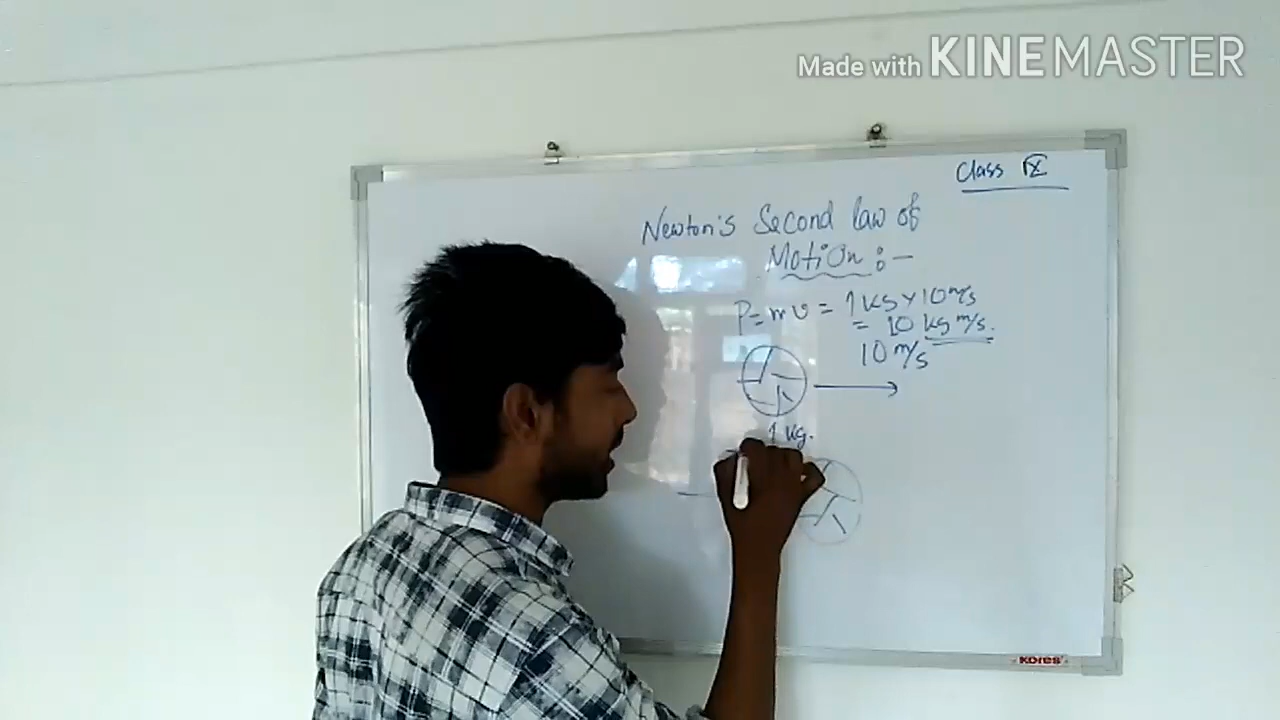 Made with KINEMASTER
Class IX
Newton's Second law of
Motion :-
P = mv = 1 kg × 10 m/s
= 10 kg m/s.
10 m/s
1 kg.
KORES